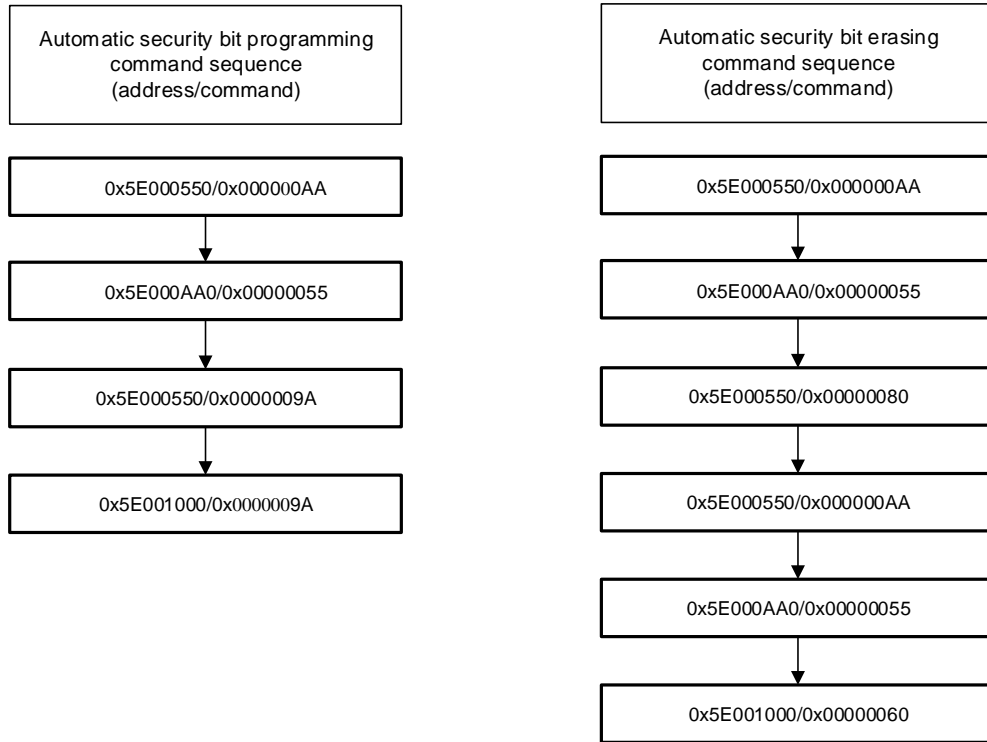 Automatic security bit programming
command sequence
(address/command)
0x5E000550/0x000000AA
0x5E000AA0/0x00000055
0x5E000550/0x0000009A
0x5E001000/0x0000009A
Automatic security bit erasing
command sequence
(address/command)
0x5E000550/0x000000AA
0x5E000AA0/0x00000055
0x5E000550/0x00000080
0x5E000550/0x000000AA
0x5E000AA0/0x00000055
0x5E001000/0x00000060